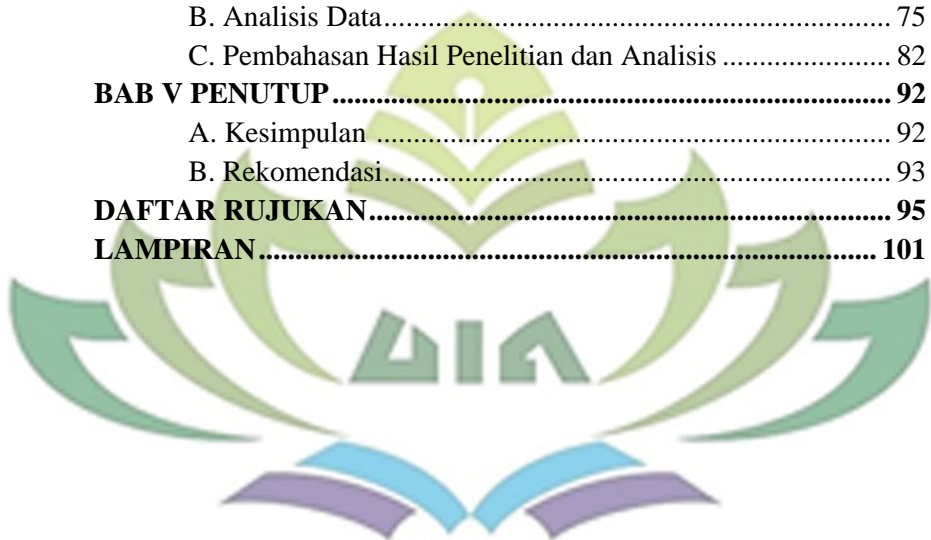 B. Analisis Data.......................................................................... 75
C. Pembahasan Hasil Penelitian dan Analisis ....................... 82
BAB V PENUTUP................................................................................ 92
A. Kesimpulan .......................................................................... 92
B. Rekomendasi.......................................................................... 93
DAFTAR RUJUKAN........................................................................... 95
LAMPIRAN......................................................................................... 101
UIN